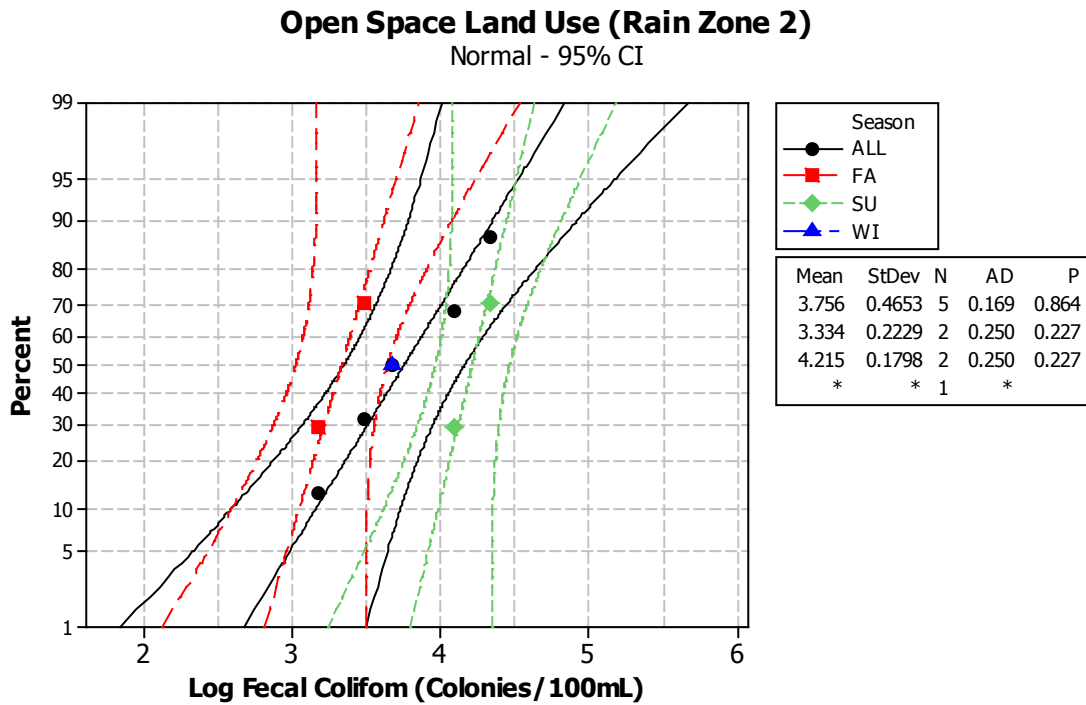 Open Space Land Use (Rain Zone 2)
Normal - 95% CI
99
95
90
80
70
60
50
40
30
20
10
5
1
Percent
2 3 4 5 6
Log Fecal Colifom (Colonies/100mL)
Season
ALL
FA
SU
WI
Mean StDev N AD P
3.756 0.4653 5 0.169 0.864
3.334 0.2229 2 0.250 0.227
4.215 0.1798 2 0.250 0.227
* * 1 *